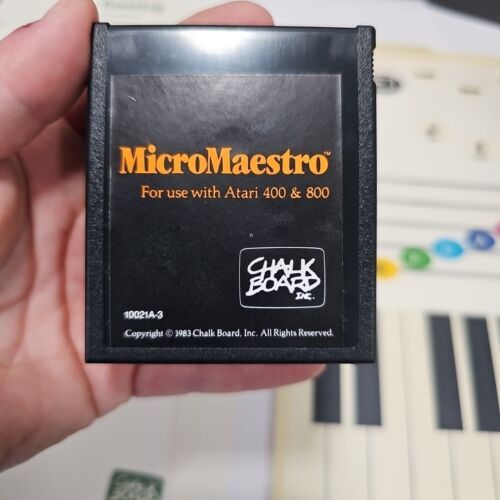 MicroMaestro™
For use with Atari 400 & 800
CHALK
BOARD
INC.
10021A-3
Copyright © 1983 Chalk Board, Inc. All Rights Reserved.